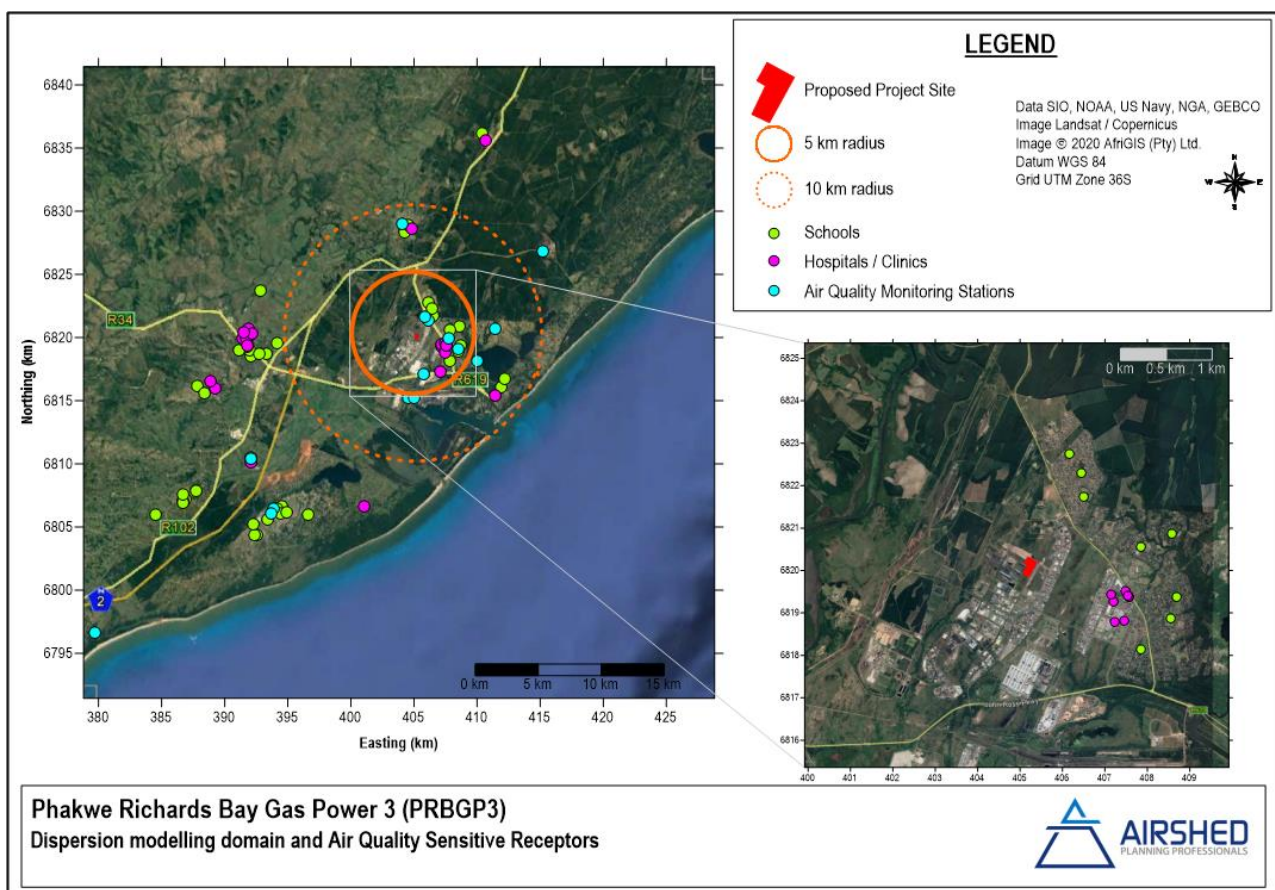 LEGEND
Proposed Project Site
5 km radius
10 km radius
Schools
Hospitals / Clinics
Air Quality Monitoring Stations
Data SIO, NOAA, US Navy, NGA, GEBCO
Image Landsat / Copernicus
Image © 2020 AfriGIS (Pty) Ltd.
Datum WGS 84
Grid UTM Zone 36S
N
W
E
S
Northing (km)
6840
6835
6830
6825
6820
6815
6810
6805
6800
6795
R34
R619
R102
N
2
0 km 5 km 10 km 15 km
380 385 390 395 400 405 410 415 420 425
Easting (km)
0 km 0.5 km 1 km
6825
6824
6823
6822
6821
6820
6819
6818
6817
6816
400 401 402 403 404 405 406 407 408 409
Phakwe Richards Bay Gas Power 3 (PRBGP3)
Dispersion modelling domain and Air Quality Sensitive Receptors
AIRSHED
PLANNING PROFESSIONALS